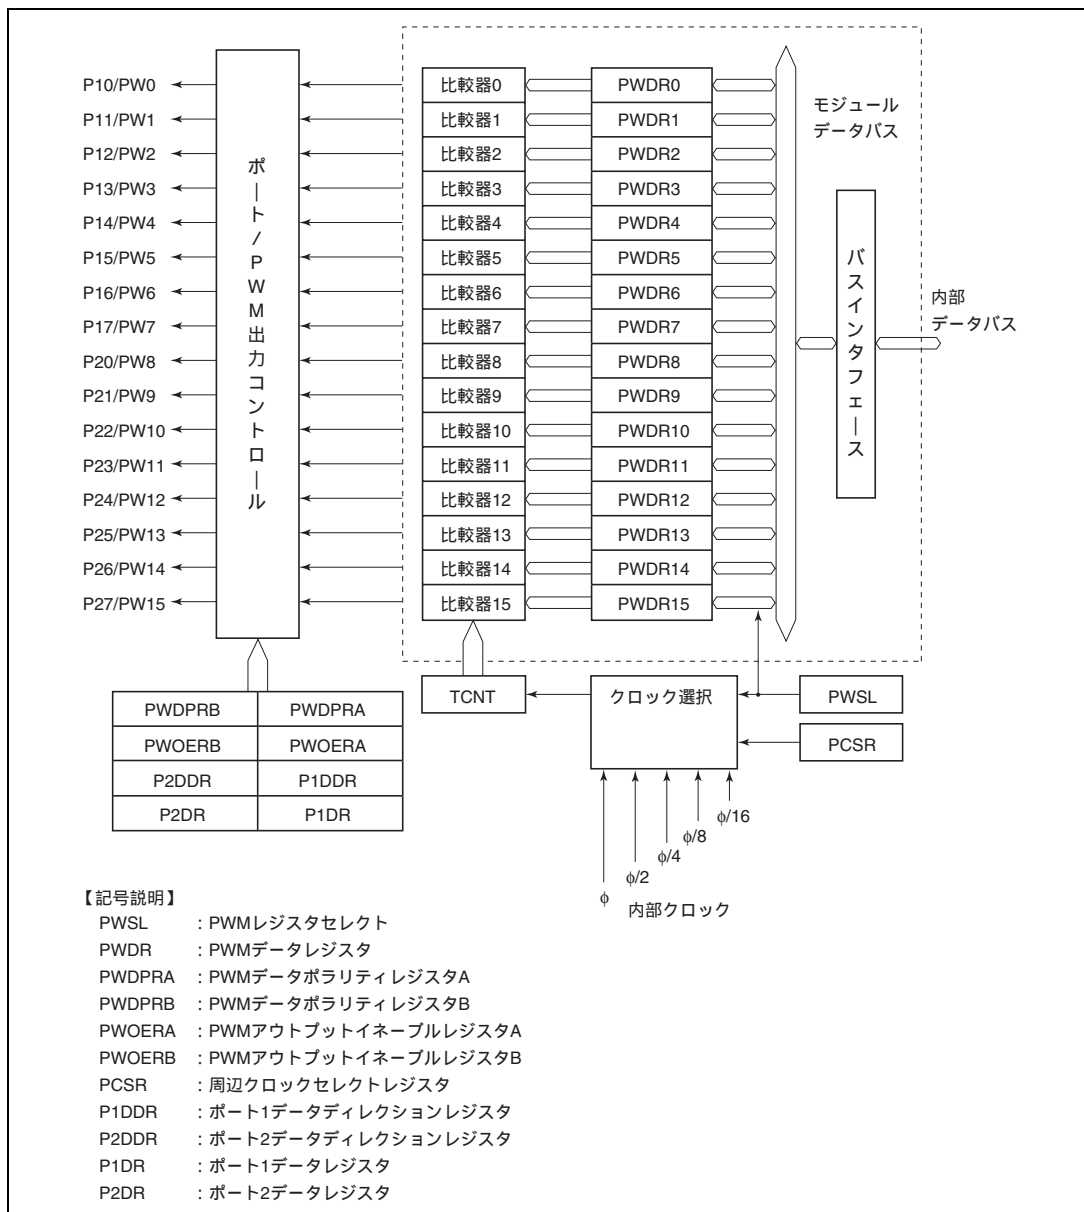 P10/PW0 比較器0 PWDR0
P11/PW1 比較器1 PWDR1
P12/PW2 比較器2 PWDR2
P13/PW3 比較器3 PWDR3
P14/PW4 比較器4 PWDR4
P15/PW5 比較器5 PWDR5
P16/PW6 比較器6 PWDR6
P17/PW7 比較器7 PWDR7
P20/PW8 比較器8 PWDR8
P21/PW9 比較器9 PWDR9
P22/PW10 比較器10 PWDR10
P23/PW11 比較器11 PWDR11
P24/PW12 比較器12 PWDR12
P25/PW13 比較器13 PWDR13
P26/PW14 比較器14 PWDR14
P27/PW15 比較器15 PWDR15
ポート/PWM出力コントロール
モジュール
データバス
バスインタフェース
内部
データバス
TCNT クロック選択 PWSL
PCSR
PWDPRB PWDPRA
PWOERB PWOERA
P2DDR P1DDR
P2DR P1DR
φ φ/2 φ/4 φ/8 φ/16
内部クロック
【記号説明】
PWSL :PWMレジスタセレクト
PWDR :PWMデータレジスタ
PWDPRA :PWMデータポラリティレジスタA
PWDPRB :PWMデータポラリティレジスタB
PWOERA :PWMアウトプットイネーブルレジスタA
PWOERB :PWMアウトプットイネーブルレジスタB
PCSR :周辺クロックセレクトレジスタ
P1DDR :ポート1データディレクションレジスタ
P2DDR :ポート2データディレクションレジスタ
P1DR :ポート1データレジスタ
P2DR :ポート2データレジスタ